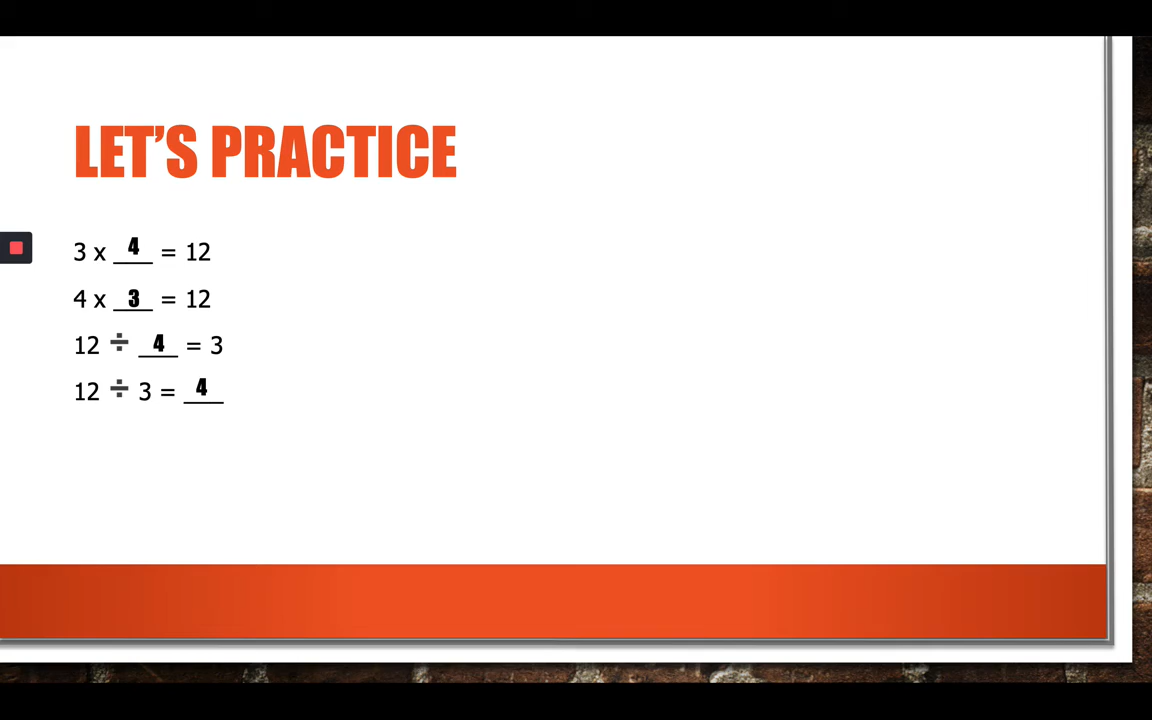 LET’S PRACTICE
3 x 4 = 12
4 x 3 = 12
12 ÷ 4 = 3
12 ÷ 3 = 4